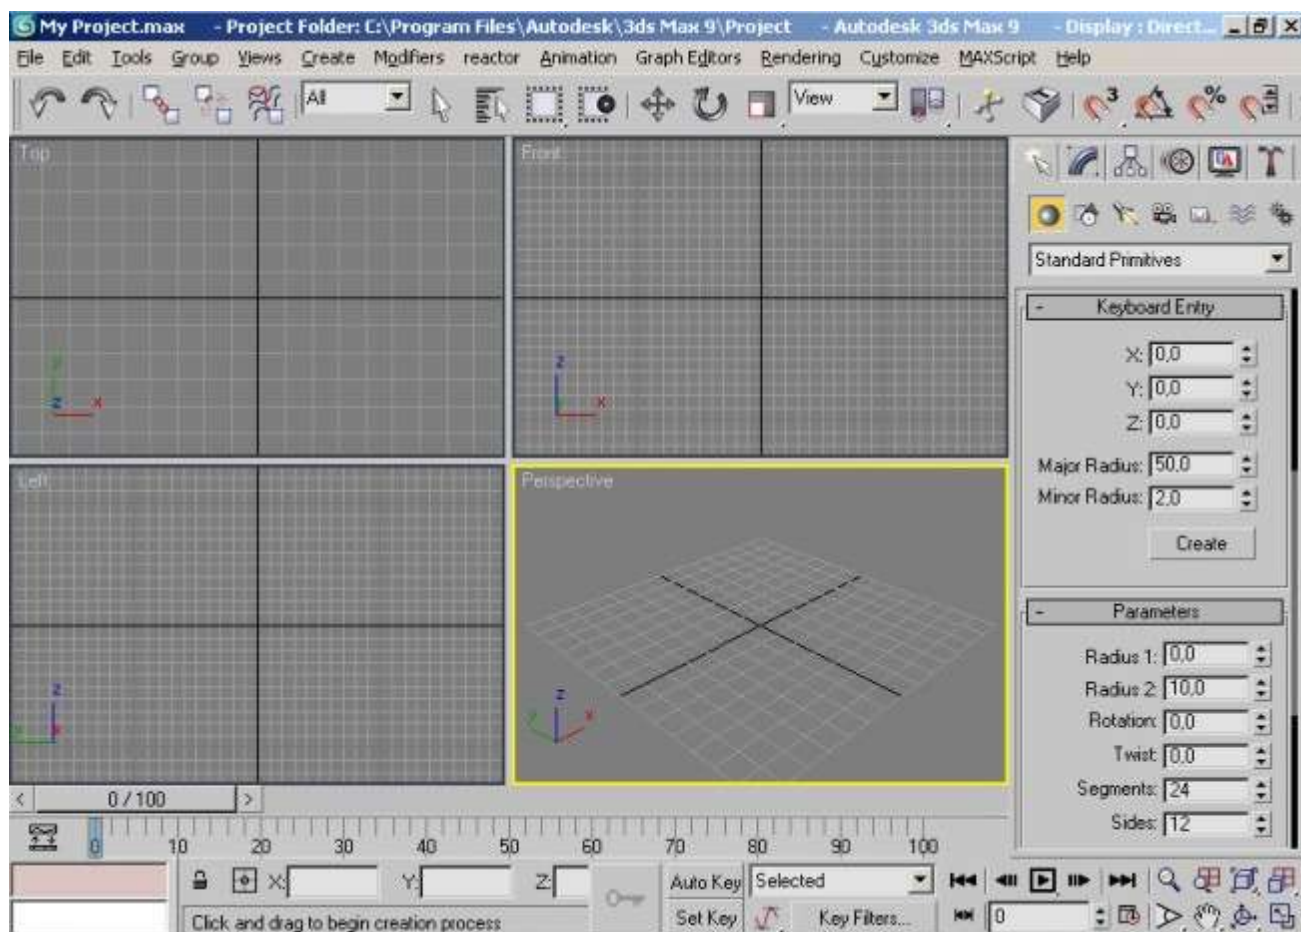 My Project.max - Project Folder: C:\Program Files\Autodesk\3ds Max 9\Project - Autodesk 3ds Max 9 - Display : Direct...
File Edit Tools Group Views Create Modifiers reactor Animation Graph Editors Rendering Customize MAXScript Help
All
View
3
%
Top
Front
Standard Primitives
- Keyboard Entry
X: 0,0
Y: 0,0
Z: 0,0
Major Radius: 50,0
Minor Radius: 2,0
Create
y
z x
z
x
Left
Perspective
- Parameters
Radius 1: 0,0
Radius 2: 10,0
Rotation: 0,0
Twist: 0,0
Segments: 24
Sides: 12
z
z
y x
< 0 / 100 >
0 10 20 30 40 50 60 70 80 90 100
X: Y: Z:
Auto Key Selected
Click and drag to begin creation process
Set Key Key Filters...
0